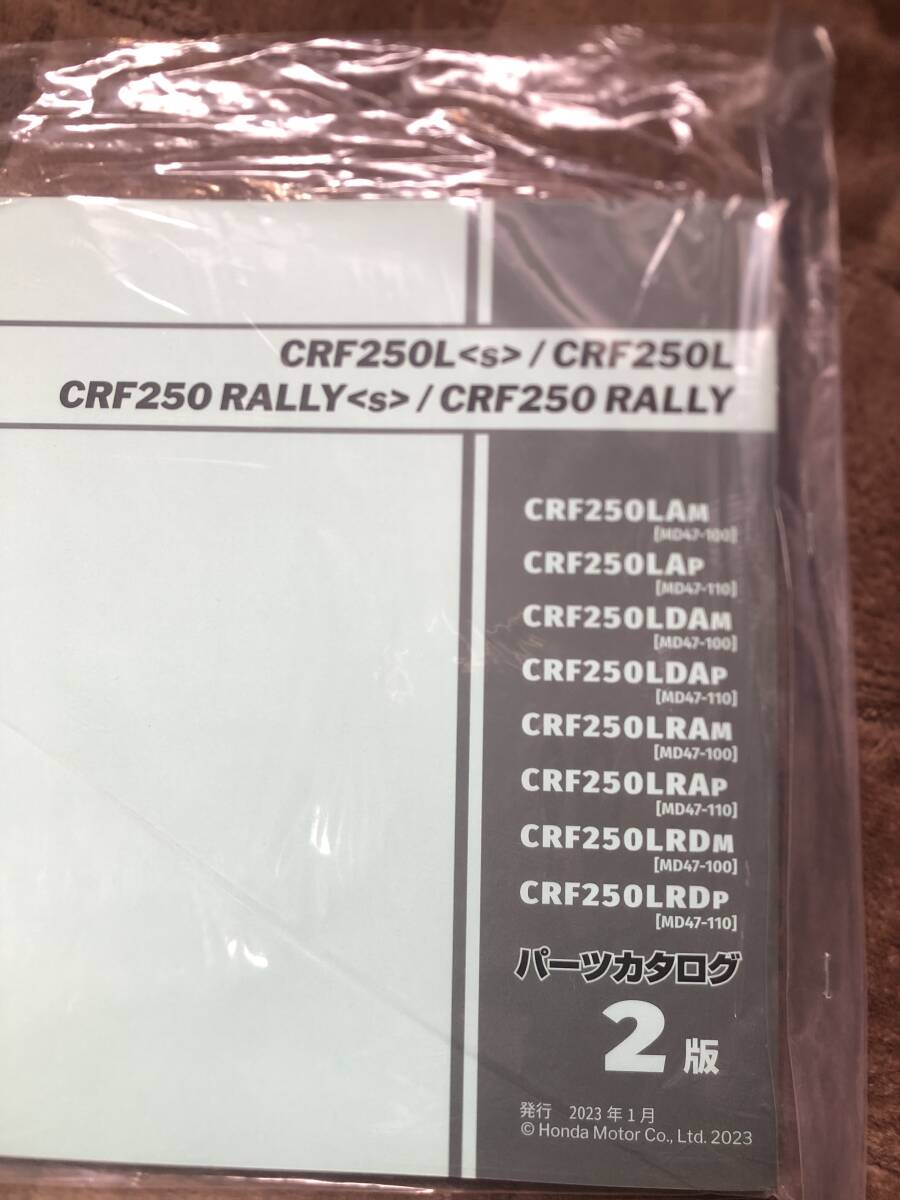 CRF250L<s> / CRF250L
CRF250 RALLY<s> / CRF250 RALLY
CRF250LAM
[MD47-100]
CRF250LAP
[MD47-110]
CRF250LDAM
[MD47-100]
CRF250LDAP
[MD47-110]
CRF250LRAM
[MD47-100]
CRF250LRAP
[MD47-110]
CRF250LRDM
[MD47-100]
CRF250LRDP
[MD47-110]
パーツカタログ
2版
発行 2023年1月
© Honda Motor Co., Ltd. 2023